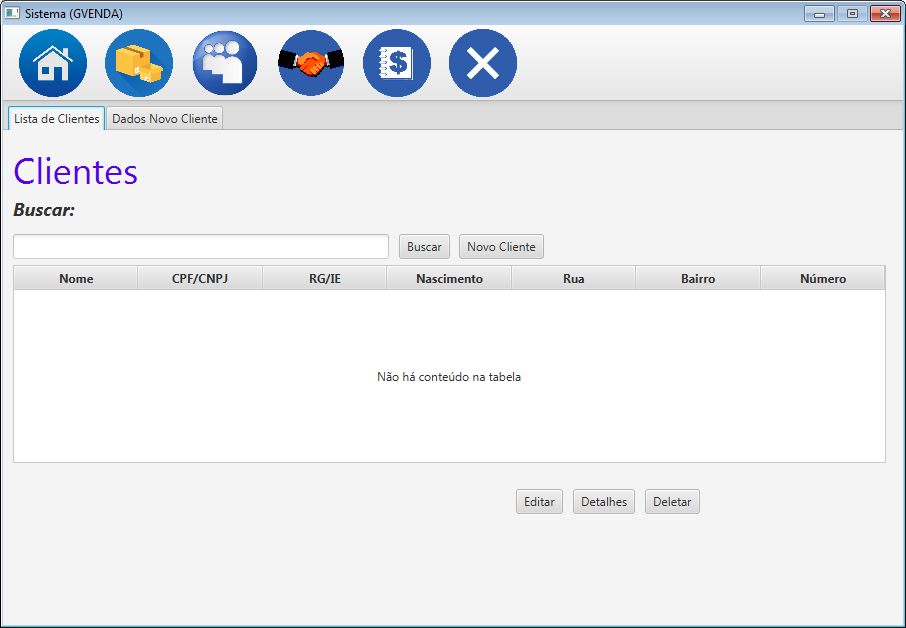 Sistema (GVENDA)
$
Lista de Clientes Dados Novo Cliente
Clientes
Buscar:
Buscar Novo Cliente
Nome CPF/CNPJ RG/IE Nascimento Rua Bairro Número
Não há conteúdo na tabela
Editar Detalhes Deletar